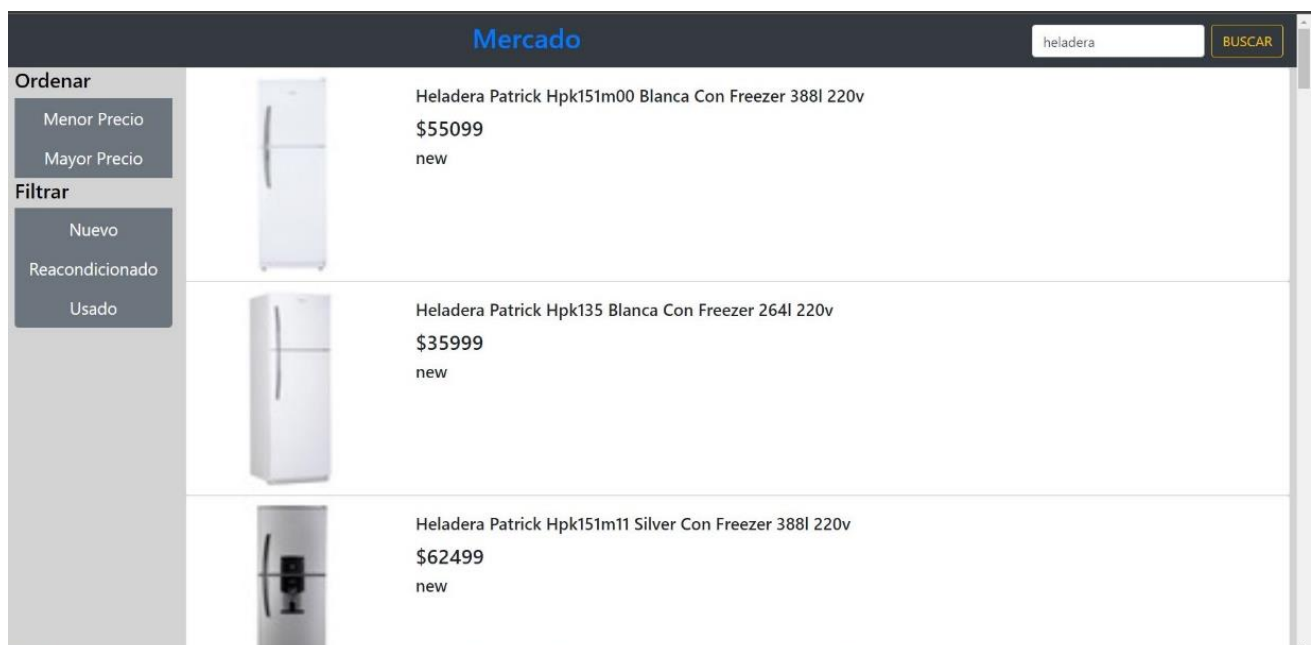 Mercado
heladera
BUSCAR
Ordenar
Menor Precio
Mayor Precio
Filtrar
Nuevo
Reacondicionado
Usado
Heladera Patrick Hpk151m00 Blanca Con Freezer 388l 220v
$55099
new
Heladera Patrick Hpk135 Blanca Con Freezer 264l 220v
$35999
new
Heladera Patrick Hpk151m11 Silver Con Freezer 388l 220v
$62499
new